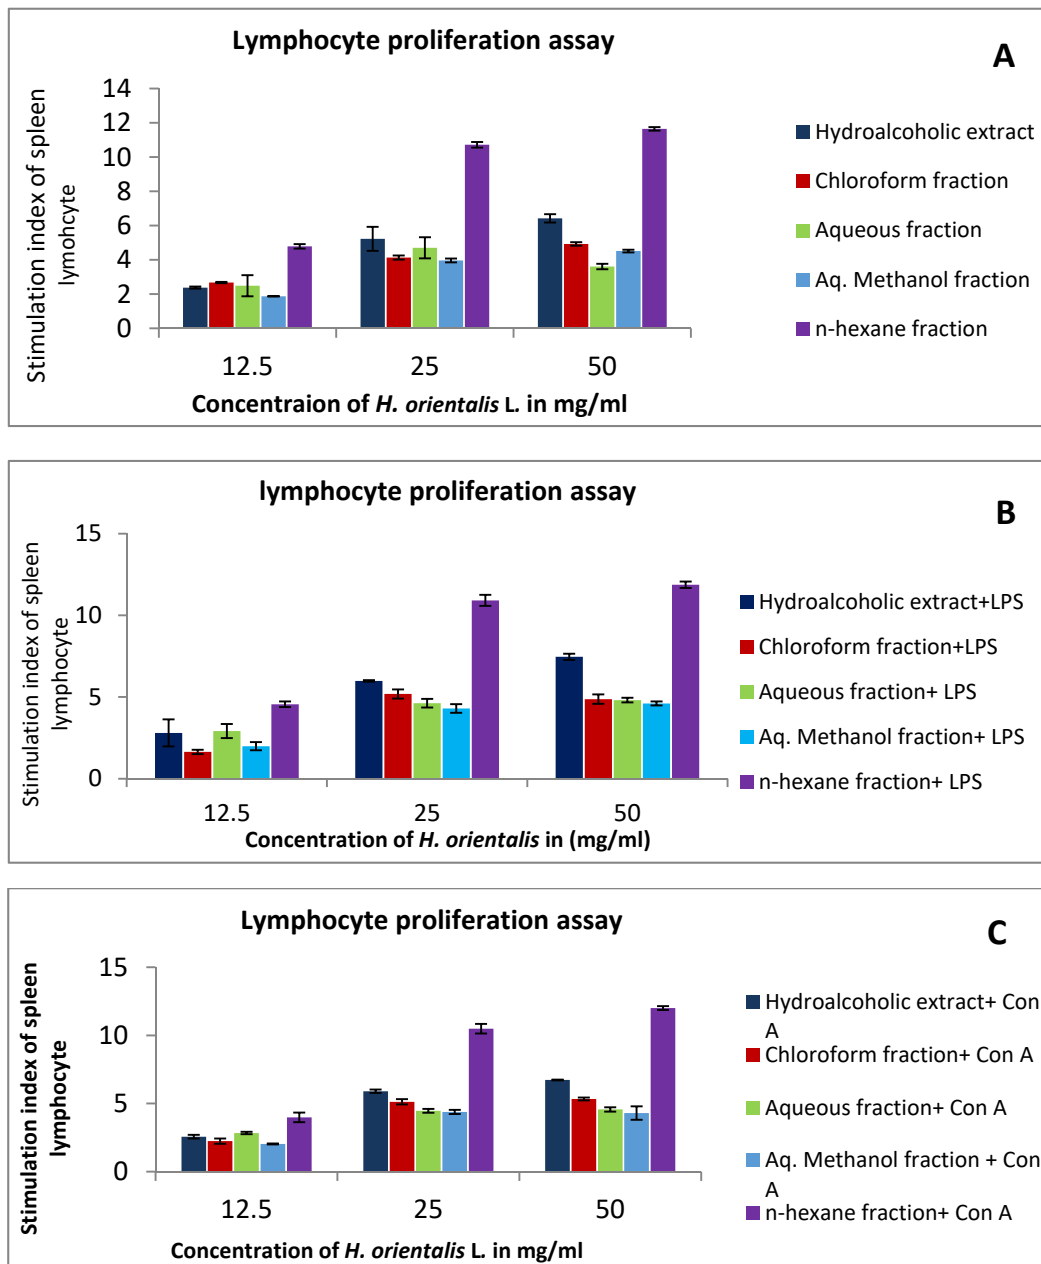 Lymphocyte proliferation assay
A
Stimulation index of spleen
lymohcyte
14
12
10
8
6
4
2
0
12.5
25
50
Concentraion of H. orientalis L. in mg/ml
Hydroalcoholic extract
Chloroform fraction
Aqueous fraction
Aq. Methanol fraction
n-hexane fraction
lymphocyte proliferation assay
B
Stimulation index of spleen
lymphocyte
15
10
5
0
12.5
25
50
Concentration of H. orientalis in (mg/ml)
Hydroalcoholic extract+LPS
Chloroform fraction+LPS
Aqueous fraction+ LPS
Aq. Methanol fraction+ LPS
n-hexane fraction+ LPS
Lymphocyte proliferation assay
C
Stimulation index of spleen
lymphocyte
15
10
5
0
12.5
25
50
Concentration of H. orientalis L. in mg/ml
Hydroalcoholic extract+ Con
A
Chloroform fraction+ Con A
Aqueous fraction+ Con A
Aq. Methanol fraction + Con
A
n-hexane fraction+ Con A